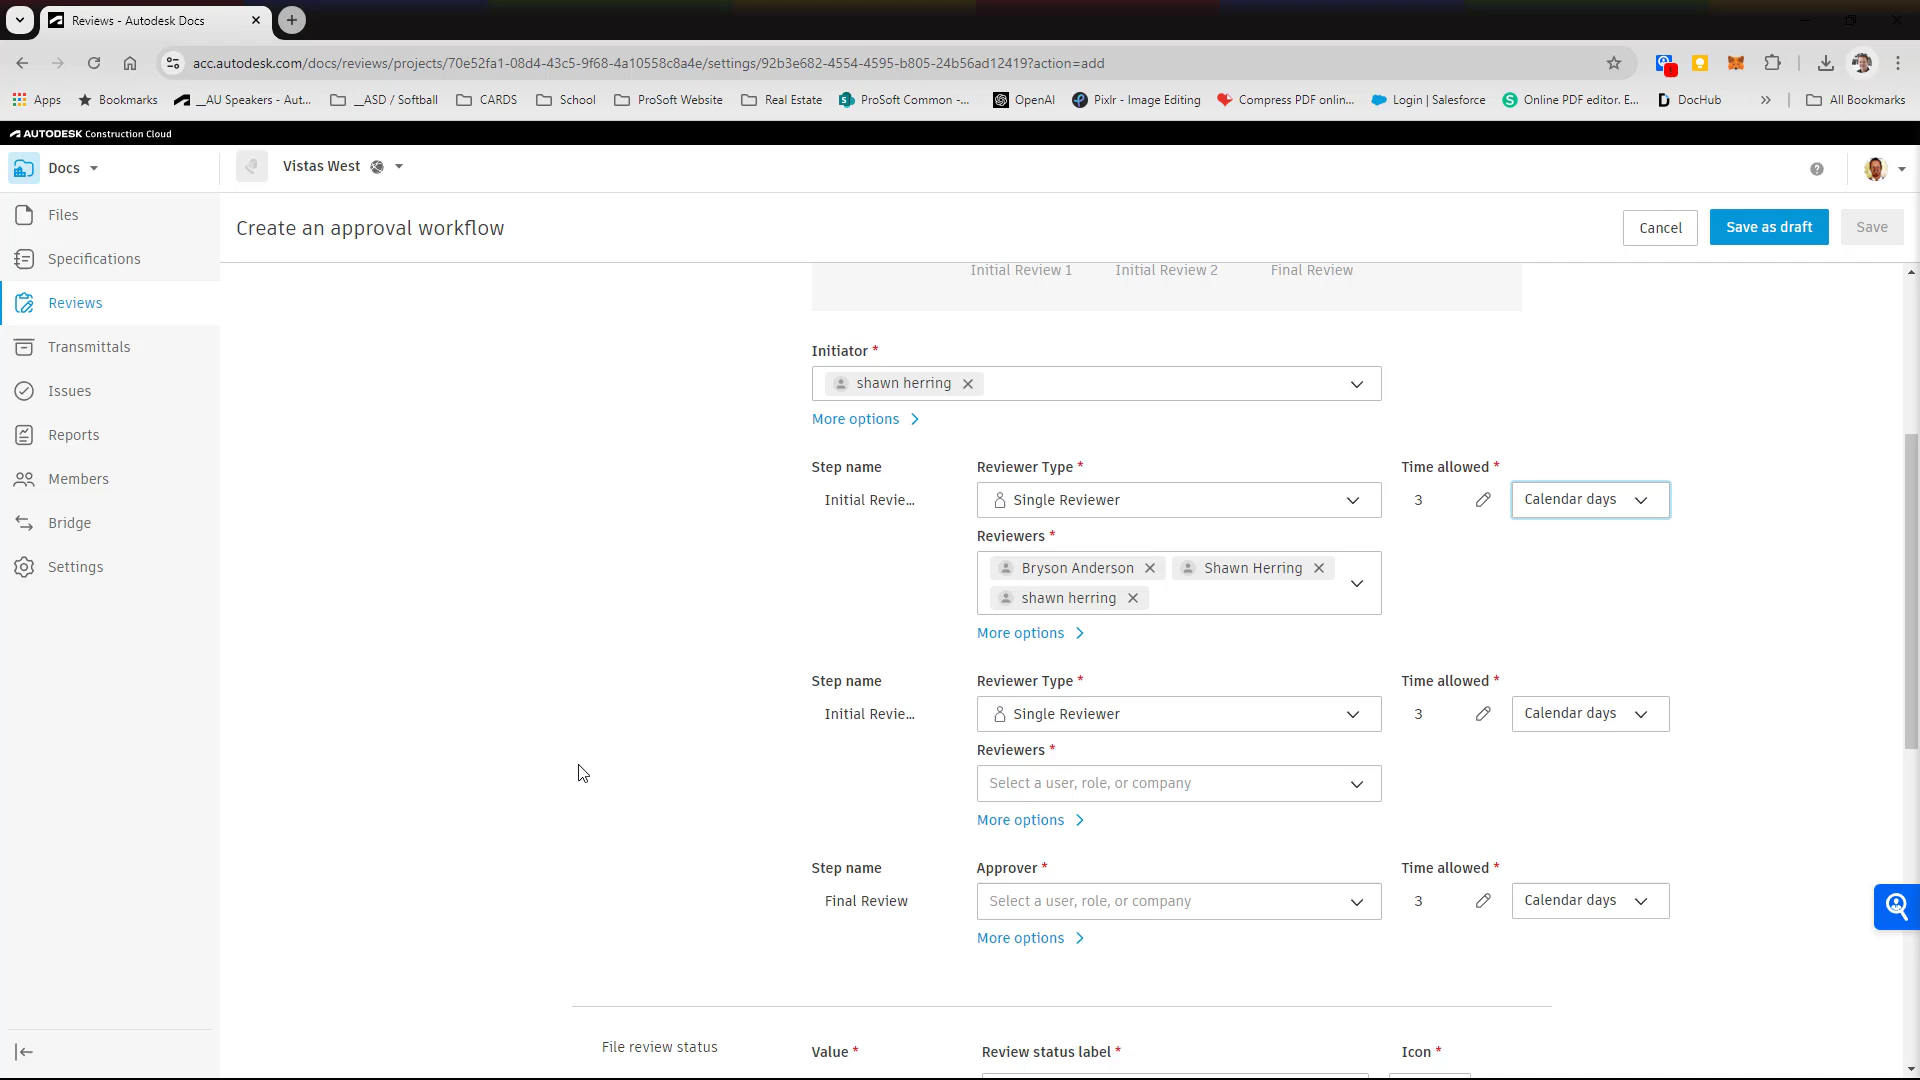 Reviews - Autodesk Docs
acc.autodesk.com/docs/reviews/projects/70e52fa1-08d4-43c5-9f68-4a10558c8a4e/settings/92b3e682-4554-4595-b805-24b56ad12419?action=add
Apps Bookmarks __AU Speakers - Aut... __ASD / Softball CARDS School ProSoft Website Real Estate ProSoft Common -... OpenAI Pixlr - Image Editing Compress PDF onlin... Login | Salesforce Online PDF editor. E... DocHub » All Bookmarks
AUTODESK Construction Cloud
Docs
Vistas West
Files
Specifications
Reviews
Transmittals
Issues
Reports
Members
Bridge
Settings
Create an approval workflow
Cancel
Save as draft
Save
Initial Review 1 Initial Review 2 Final Review
Initiator *
shawn herring
More options
Step name Reviewer Type * Time allowed *
Initial Revie... Single Reviewer 3 Calendar days
Reviewers *
Bryson Anderson Shawn Herring
shawn herring
More options
Step name Reviewer Type * Time allowed *
Initial Revie... Single Reviewer 3 Calendar days
Reviewers *
Select a user, role, or company
More options
Step name Approver * Time allowed *
Final Review Select a user, role, or company 3 Calendar days
More options
File review status Value * Review status label * Icon *